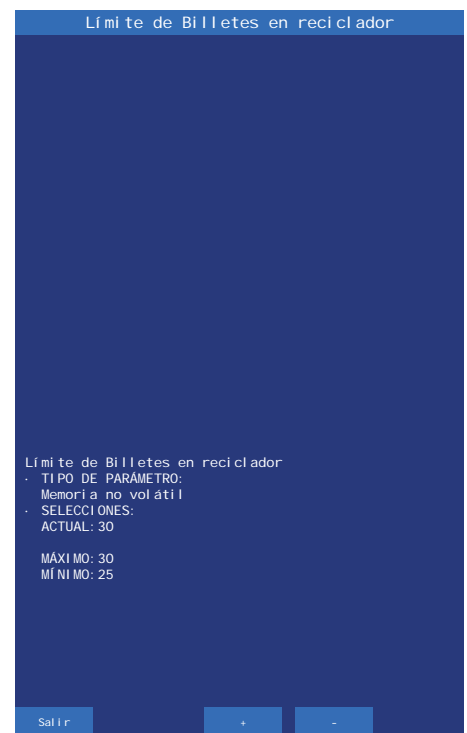 Límite de Billetes en reciclador
Límite de Billetes en reciclador
· TIPO DE PARÁMETRO:
Memoria no volátil
· SELECCIONES:
ACTUAL: 30
MÁXIMO: 30
MÍNIMO: 25
Salir + -